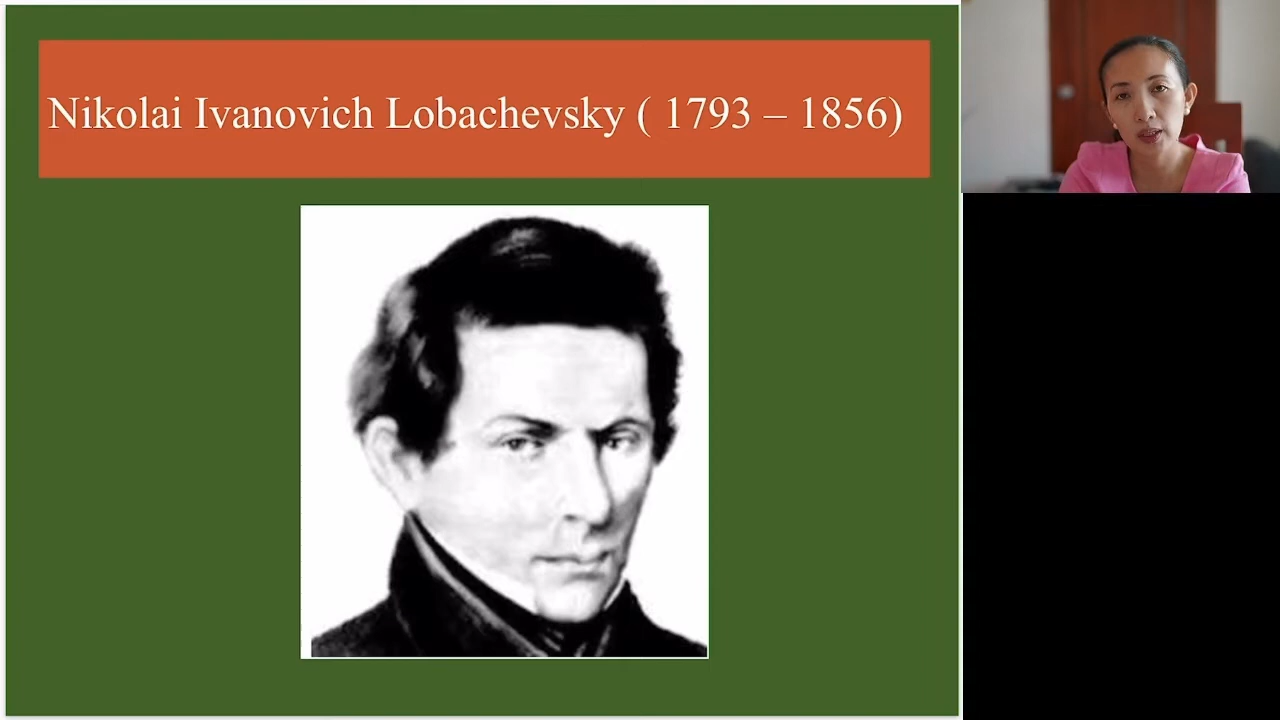 Nikolai Ivanovich Lobachevsky ( 1793 – 1856)